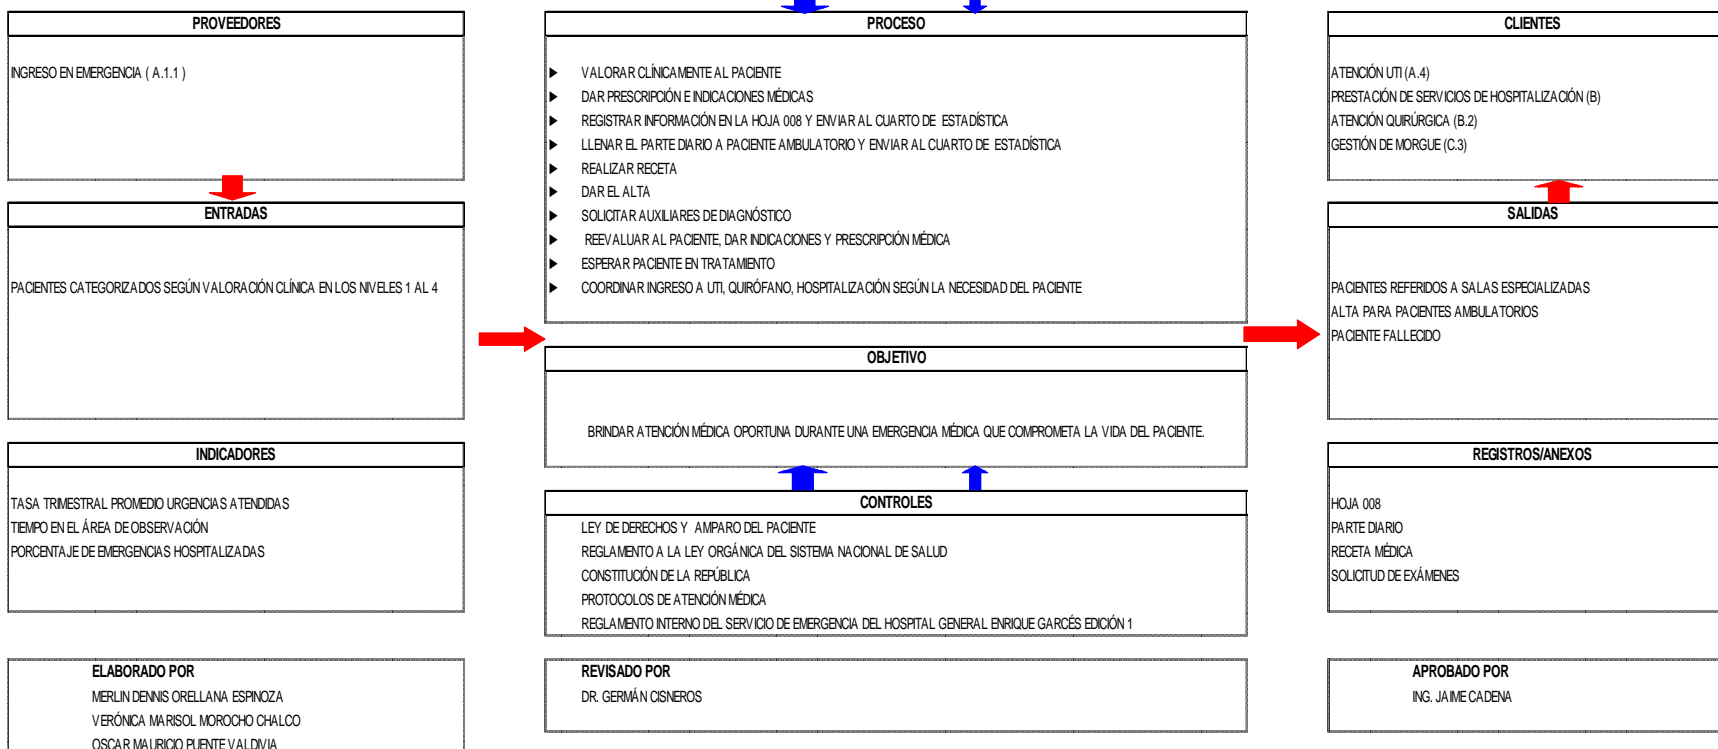 PROVEEDORES
INGRESO EN EMERGENCIA ( A.1.1 )
ENTRADAS
PACIENTES CATEGORIZADOS SEGÚN VALORACIÓN CLÍNICA EN LOS NIVELES 1 AL 4
INDICADORES
TASA TRIMESTRAL PROMEDIO URGENCIAS ATENDIDAS
TIEMPO EN EL ÁREA DE OBSERVACIÓN
PORCENTAJE DE EMERGENCIAS HOSPITALIZADAS
PROCESO
VALORAR CLÍNICAMENTE AL PACIENTE
DAR PRESCRIPCIÓN E INDICACIONES MÉDICAS
REGISTRAR INFORMACIÓN EN LA HOJA 008 Y ENVIAR AL CUARTO DE ESTADÍSTICA
LLENAR EL PARTE DIARIO A PACIENTE AMBULATORIO Y ENVIAR AL CUARTO DE ESTADÍSTICA
REALIZAR RECETA
DAR EL ALTA
SOLICITAR AUXILIARES DE DIAGNÓSTICO
REEVALUAR AL PACIENTE, DAR INDICACIONES Y PRESCRIPCIÓN MÉDICA
ESPERAR PACIENTE EN TRATAMIENTO
COORDINAR INGRESO A UTI, QUIRÓFANO, HOSPITALIZACIÓN SEGÚN LA NECESIDAD DEL PACIENTE
OBJETIVO
BRINDAR ATENCIÓN MÉDICA OPORTUNA DURANTE UNA EMERGENCIA MÉDICA QUE COMPROMETA LA VIDA DEL PACIENTE.
CONTROLES
LEY DE DERECHOS Y AMPARO DEL PACIENTE
REGLAMENTO A LA LEY ORGÁNICA DEL SISTEMA NACIONAL DE SALUD
CONSTITUCIÓN DE LA REPÚBLICA
PROTOCOLOS DE ATENCIÓN MÉDICA
REGLAMENTO INTERNO DEL SERVICIO DE EMERGENCIA DEL HOSPITAL GENERAL ENRIQUE GARCÉS EDICIÓN 1
CLIENTES
ATENCIÓN UTI (A.4)
PRESTACIÓN DE SERVICIOS DE HOSPITALIZACIÓN (B)
ATENCIÓN QUIRÚRGICA (B.2)
GESTIÓN DE MORGUE (C.3)
SALIDAS
PACIENTES REFERIDOS A SALAS ESPECIALIZADAS
ALTA PARA PACIENTES AMBULATORIOS
PACIENTE FALLECIDO
REGISTROS/ANEXOS
HOJA 008
PARTE DIARIO
RECETA MÉDICA
SOLICITUD DE EXÁMENES
ELABORADO POR
MERLIN DENNIS ORELLANA ESPINOZA
VERÓNICA MARISOL MOROCHO CHALCO
OSCAR MAURICIO PUENTE VALDIVIA
REVISADO POR
DR. GERMÁN CISNEROS
APROBADO POR
ING. JAIME CADENA